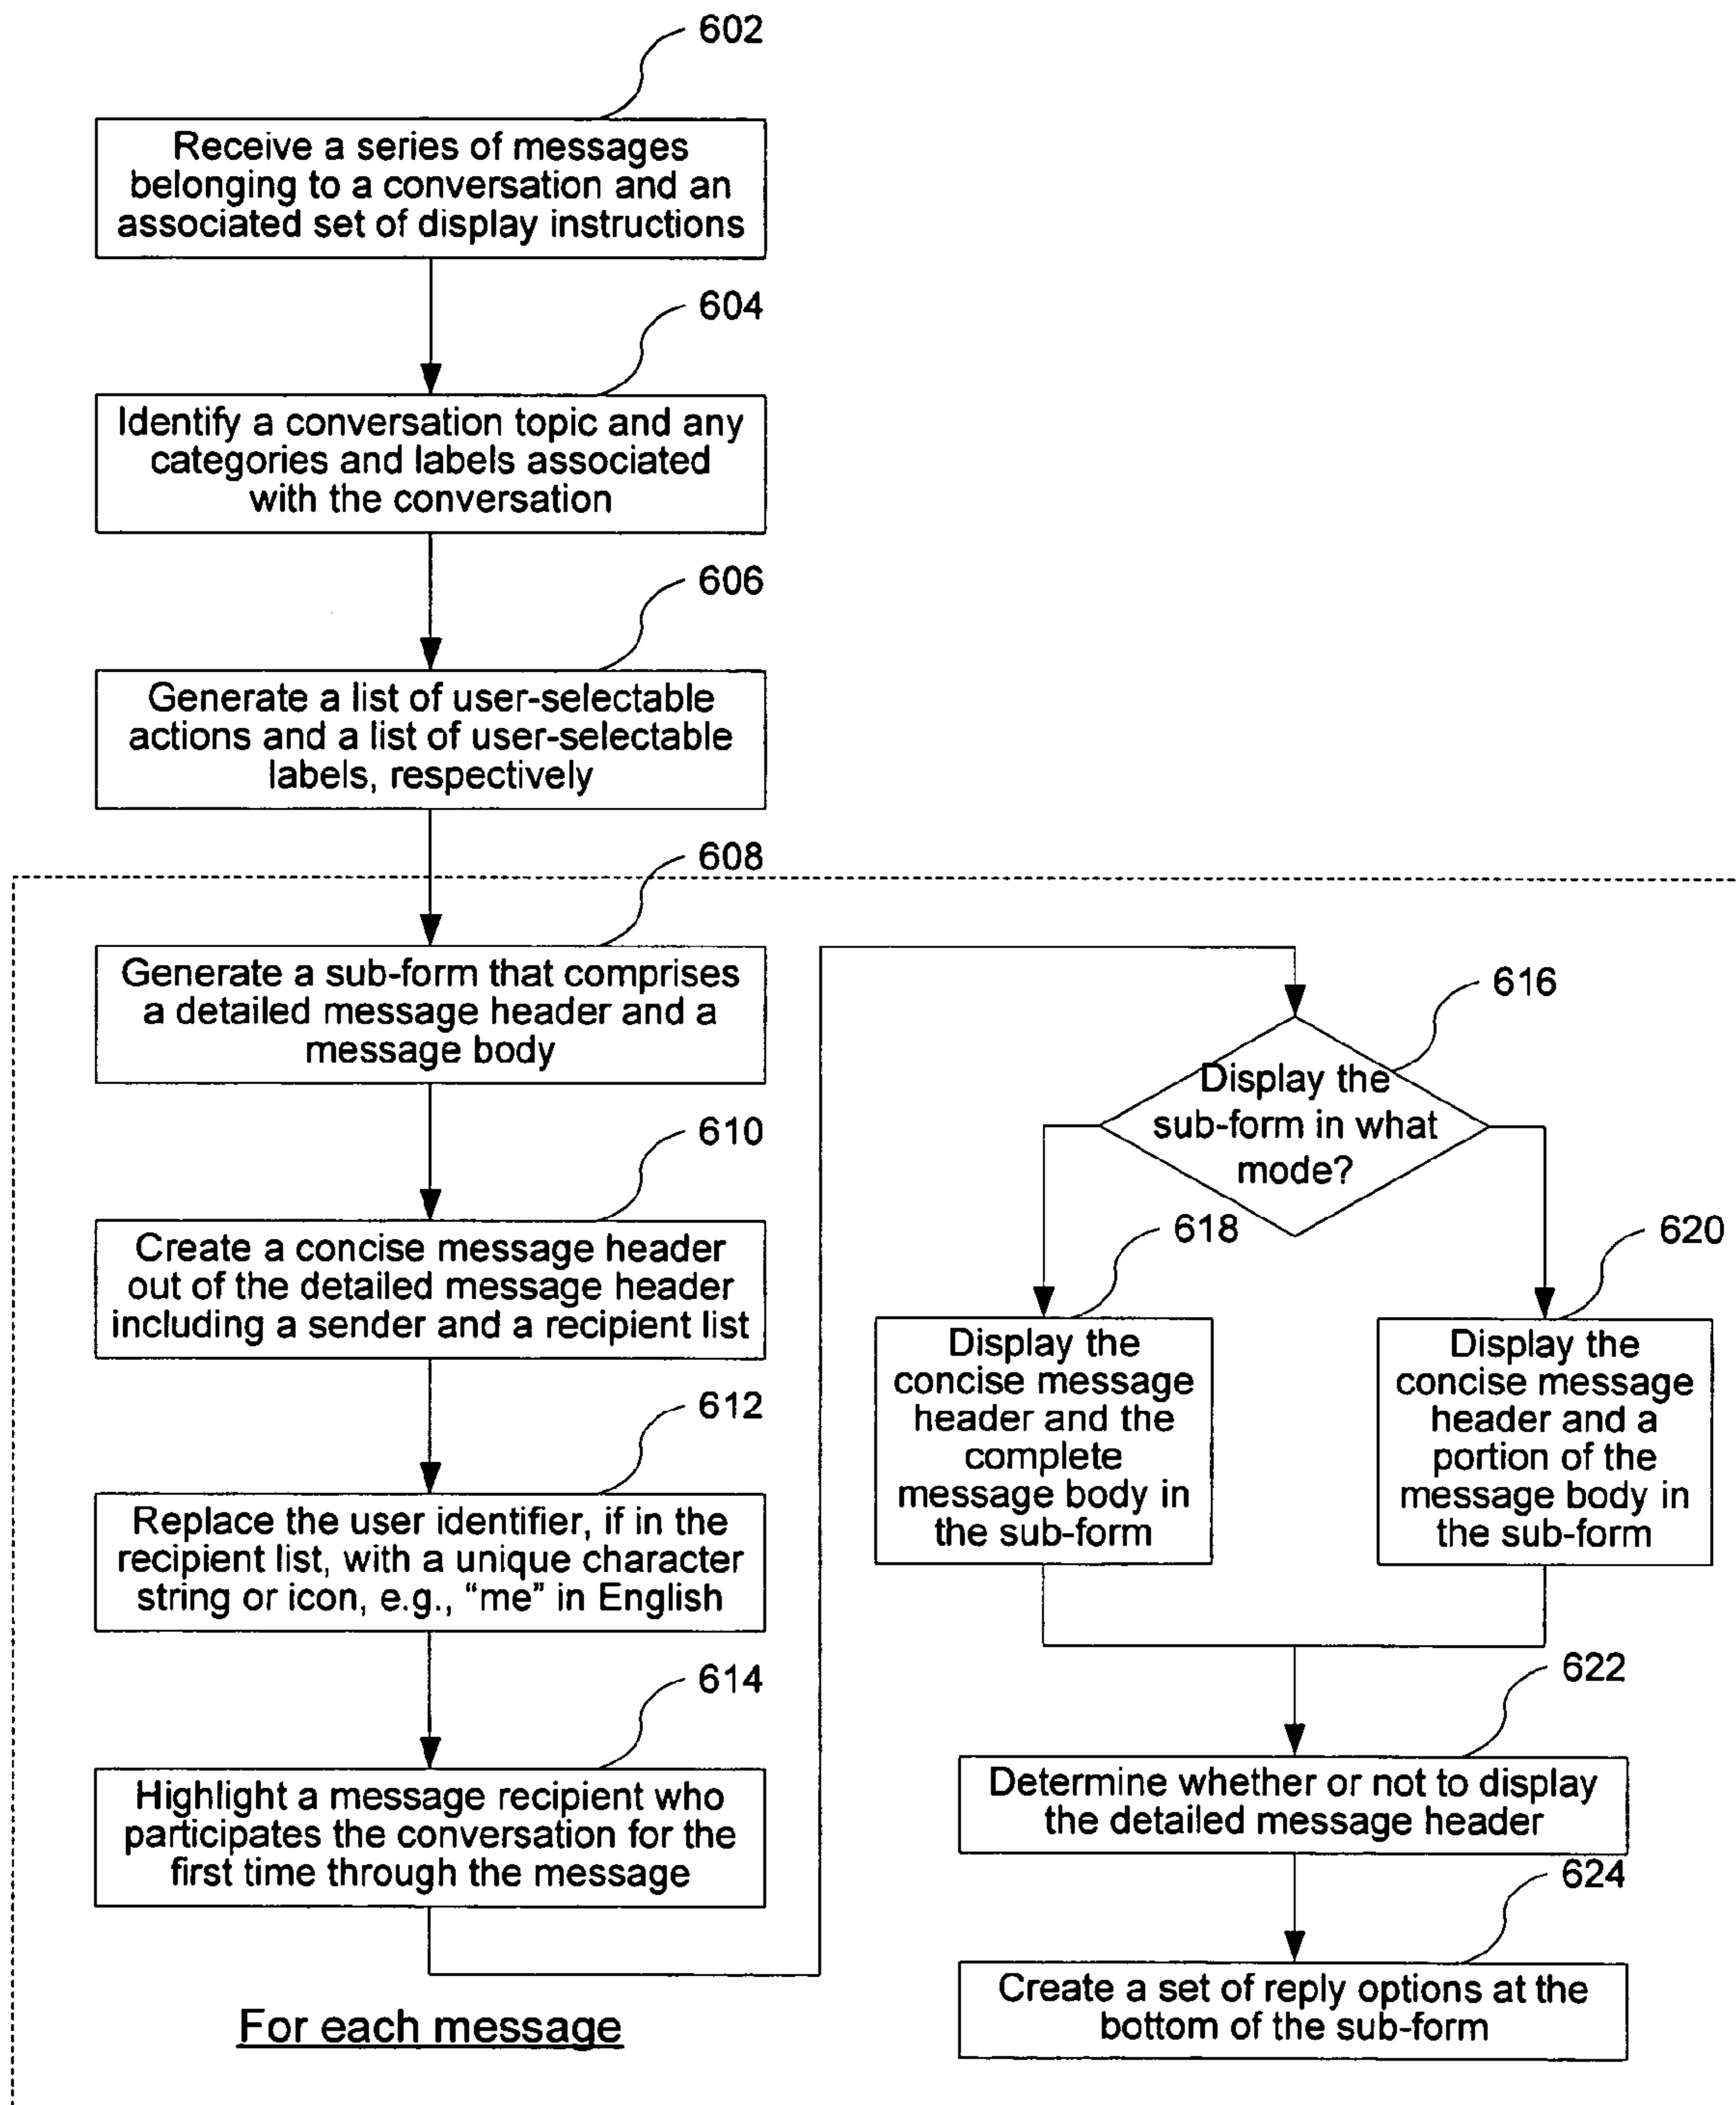 602
Receive a series of messages
belonging to a conversation and an
associated set of display instructions
604
Identify a conversation topic and any
categories and labels associated
with the conversation
606
Generate a list of user-selectable
actions and a list of user-selectable
labels, respectively
608
Generate a sub-form that comprises
a detailed message header and a
message body
610
Create a concise message header
out of the detailed message header
including a sender and a recipient list
612
Replace the user identifier, if in the
recipient list, with a unique character
string or icon, e.g., “me” in English
614
Highlight a message recipient who
participates the conversation for the
first time through the message
For each message
616
Display the
sub-form in what
mode?
618
Display the
concise message
header and the
complete
message body in
the sub-form
620
Display the
concise message
header and a
portion of the
message body in
the sub-form
622
Determine whether or not to display
the detailed message header
624
Create a set of reply options at the
bottom of the sub-form